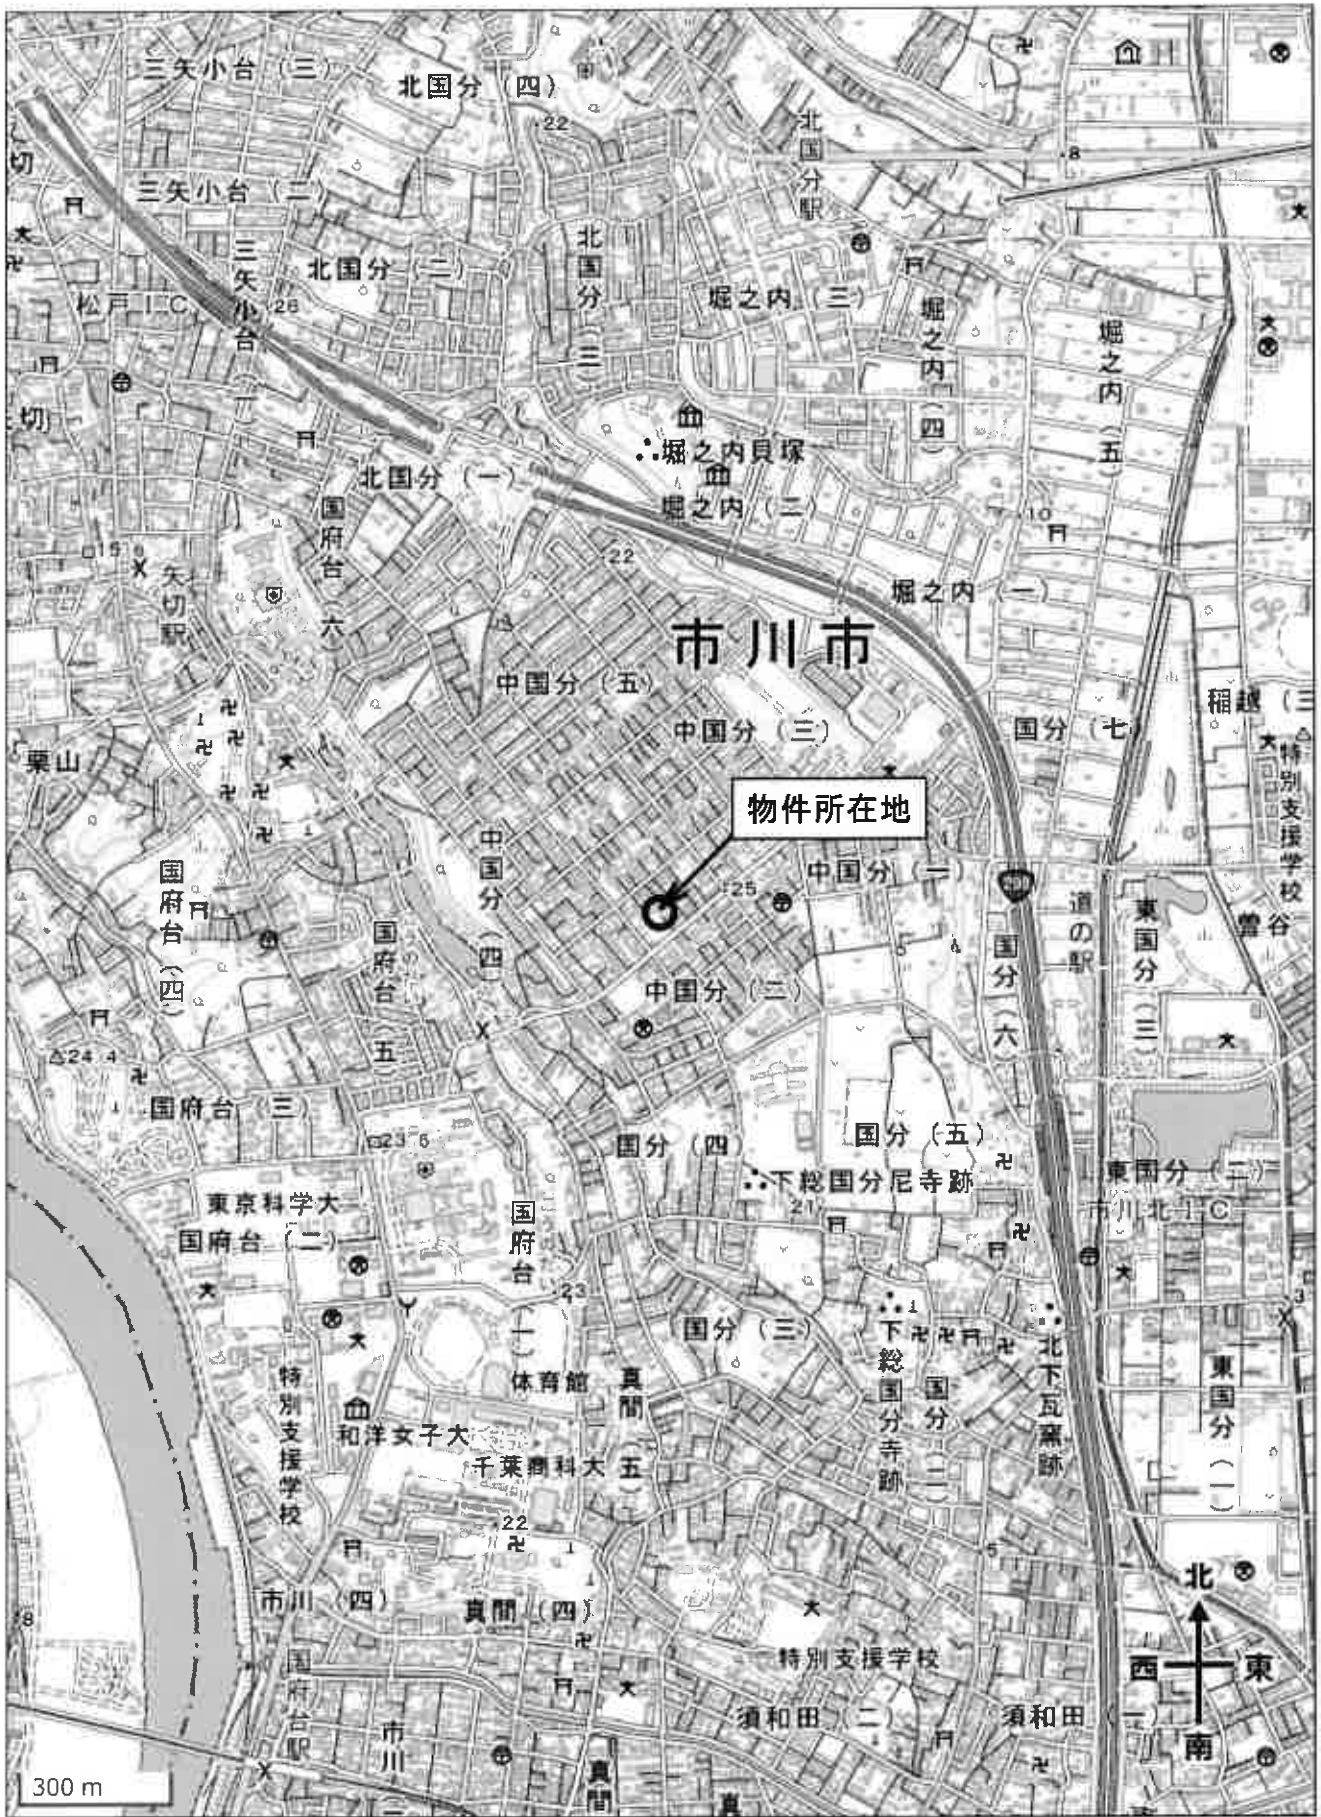 三矢小台(三)
北国分(四)
22
北国分駅
8
切
三矢小台(二)
三矢小台(一)
北国分(二)
北国分(三)
堀之内(三)
堀之内(四)
堀之内(五)
松戸IC
26
切
堀之内貝塚
北国分(一)
堀之内(二)
国府台(六)
10
15
22
矢切駅
堀之内(一)
市川市
中国分(五)
中国分(三)
国分(七)
稲越(三
栗山
特別支援学校
物件所在地
中国分(四)
中国分(一)
国府台(四)
25
道の駅
東国分(三)
曽谷
国府台(五)
国分(六)
中国分(二)
24 4
国府台(三)
23 6
国分(四)
国分(五)
下総国分尼寺跡
東国分(二)
21
市川北IC
東京科学大
国府台(二)
国府台(一)
23
3
国分(三)
下総国分寺跡
国分(一)
北下瓦窯跡
東国分(一)
体育館
真間(五)
特別支援学校
和洋女子大
千葉商科大
22
5
市川(四)
真間(四)
8
特別支援学校
北
西
東
南
国府台駅
市川
須和田(二)
須和田
真間
真
300 m